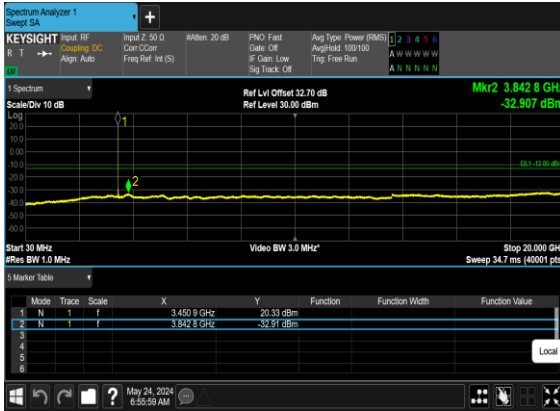 Spectrum Analyzer 1
Swept SA
+
KEYSIGHT Input: RF Input Z: 50 Ω #Atten: 20 dB PNO: Fast Avg Type: Power (RMS) 1 2 3 4 5 6
R T Coupling: DC Corr CCorr Gate: Off Avg|Hold: 100/100 A W W W W W
Align: Auto Freq Ref: Int (S) IF Gain: Low Trig: Free Run
Sig Track: Off A N N N N N
1 Spectrum Ref Lvl Offset 32.70 dB Mkr2 3.842 8 GHz
Scale/Div 10 dB Ref Level 30.00 dBm -32.907 dBm
Log
20.0
10.0
0.00
-10.0
-20.0
-30.0
-40.0
-50.0
-60.0
1
2
DL1 -13.00 dBm
Start 30 MHz Video BW 3.0 MHz* Stop 20.000 GHz
#Res BW 1.0 MHz Sweep 34.7 ms (40001 pts)
5 Marker Table
Mode Trace Scale X Y Function Function Width Function Value
1 N 1 f 3.450 9 GHz 20.33 dBm
2 N 1 f 3.842 8 GHz -32.91 dBm
3
4
5
6
Local
? May 24, 2024
6:55:59 AM